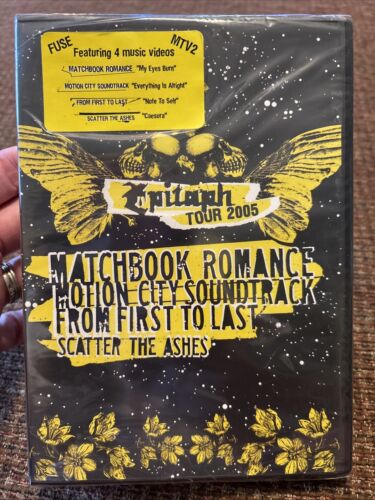 FUSE
MTV2
Featuring 4 music videos
MATCHBOOK ROMANCE "My Eyes Burn"
MOTION CITY SOUNDTRACK "Everything Is Alright"
FROM FIRST TO LAST "Note To Self"
SCATTER THE ASHES "Caesura"
Epitaph
TOUR 2005
MATCHBOOK ROMANCE
MOTION CITY SOUNDTRACK
FROM FIRST TO LAST
SCATTER THE ASHES